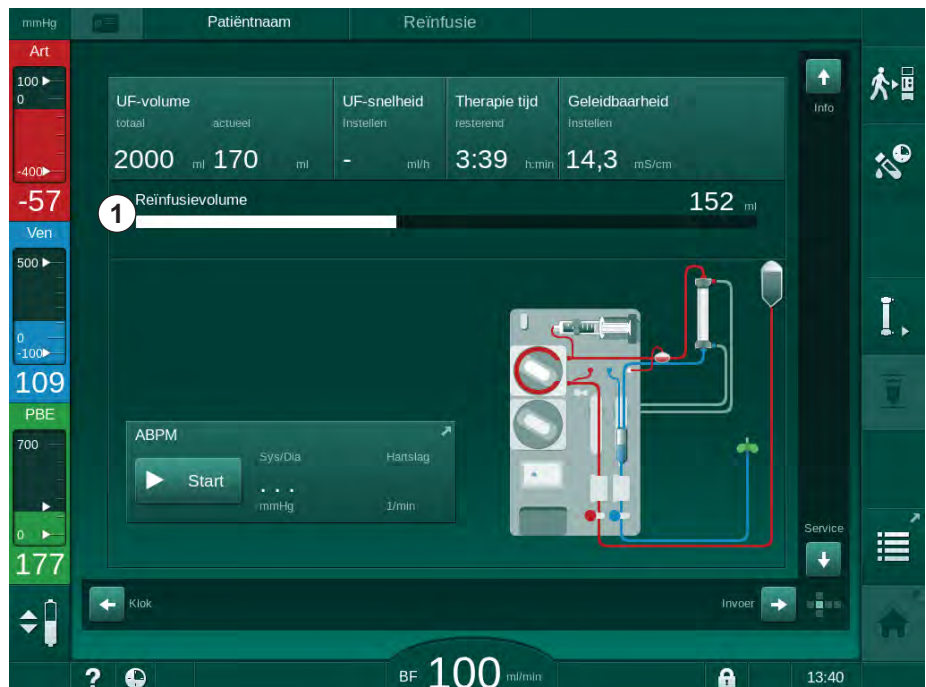 mmHg
Patiëntnaam
Reïnfusie
Art
100
0
-400
-57
Ven
500
0
-100
109
PBE
700
0
177
UF-volume
totaal actueel
2000 ml 170 ml
UF-snelheid
Instellen
- ml/h
Therapie tijd
resterend
3:39 h:min
Geleidbaarheid
Instellen
14,3 mS/cm
1
Reïnfusievolume 152 ml
ABPM
Sys/Dia Hartslag
Start
. . .
mmHg 1/min
Info
Service
Klok
Invoer
? BF 100 ml/min 13:40